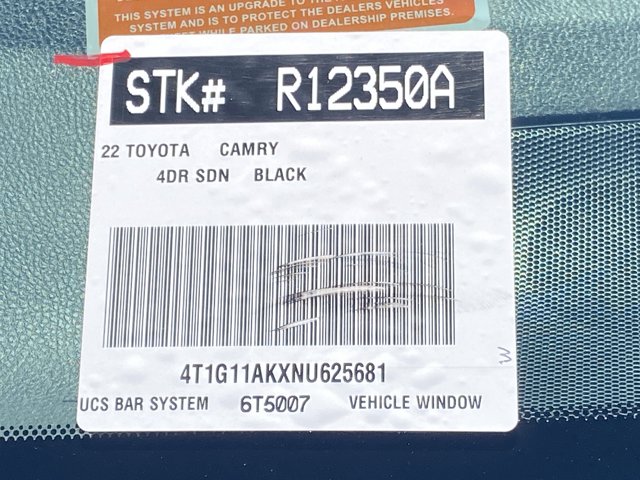 THIS SYSTEM IS AN UPGRADE TO THE
SYSTEM AND IS TO PROTECT THE DEALERS VEHICLES
WHILE PARKED ON DEALERSHIP PREMISES.
STK# R12350A
22 TOYOTA CAMRY
4DR SDN BLACK
4T1G11AKXNU625681
UCS BAR SYSTEM 6T5007 VEHICLE WINDOW
W